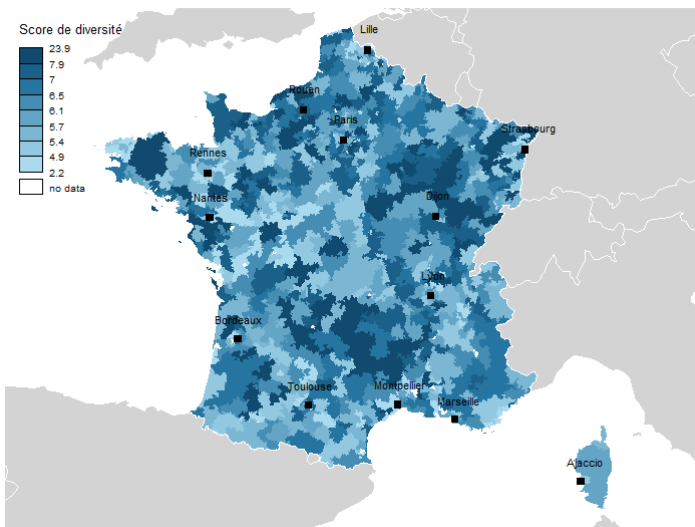 Score de diversité
23.9
7.9
7
6.5
6.1
5.7
5.4
4.9
2.2
no data
Lille
Rouen
Paris
Strasbourg
Rennes
Nantes
Dijon
Lyon
Bordeaux
Toulouse
Montpellier
Marseille
Ajaccio